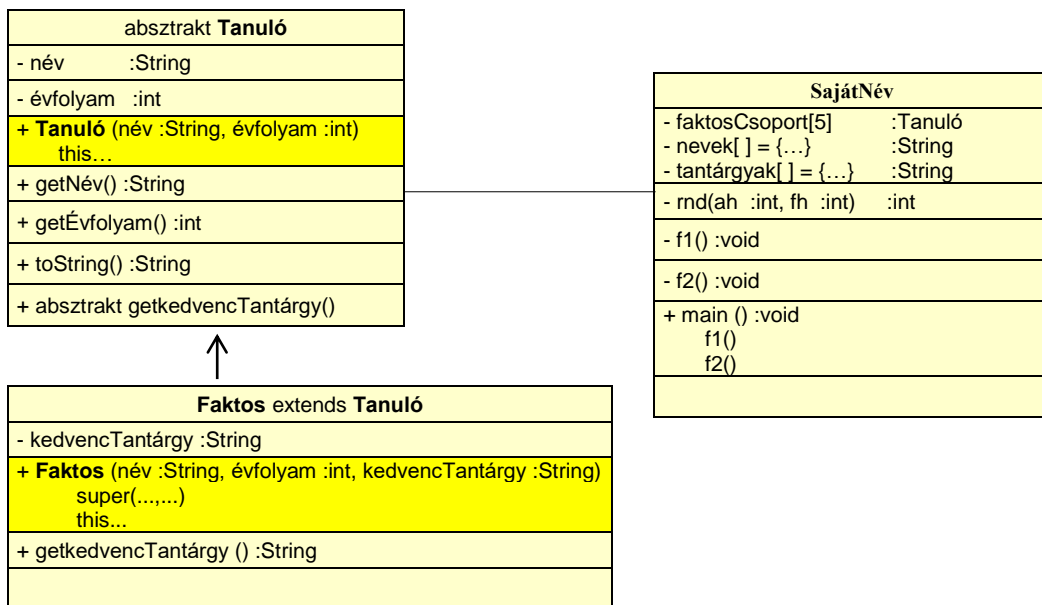 absztrakt Tanuló
- név :String
- évfolyam :int
+ Tanuló (név :String, évfolyam :int)
this…
+ getNév() :String
+ getÉvfolyam() :int
+ toString() :String
+ absztrakt getkedvencTantárgy()
SajátNév
- faktosCsoport[5] :Tanuló
- nevek[ ] = {…} :String
- tantárgyak[ ] = {…} :String
- rnd(ah :int, fh :int) :int
- f1() :void
- f2() :void
+ main () :void
f1()
f2()
Faktos extends Tanuló
- kedvencTantárgy :String
+ Faktos (név :String, évfolyam :int, kedvencTantárgy :String)
super(...,...)
this...
+ getkedvencTantárgy () :String